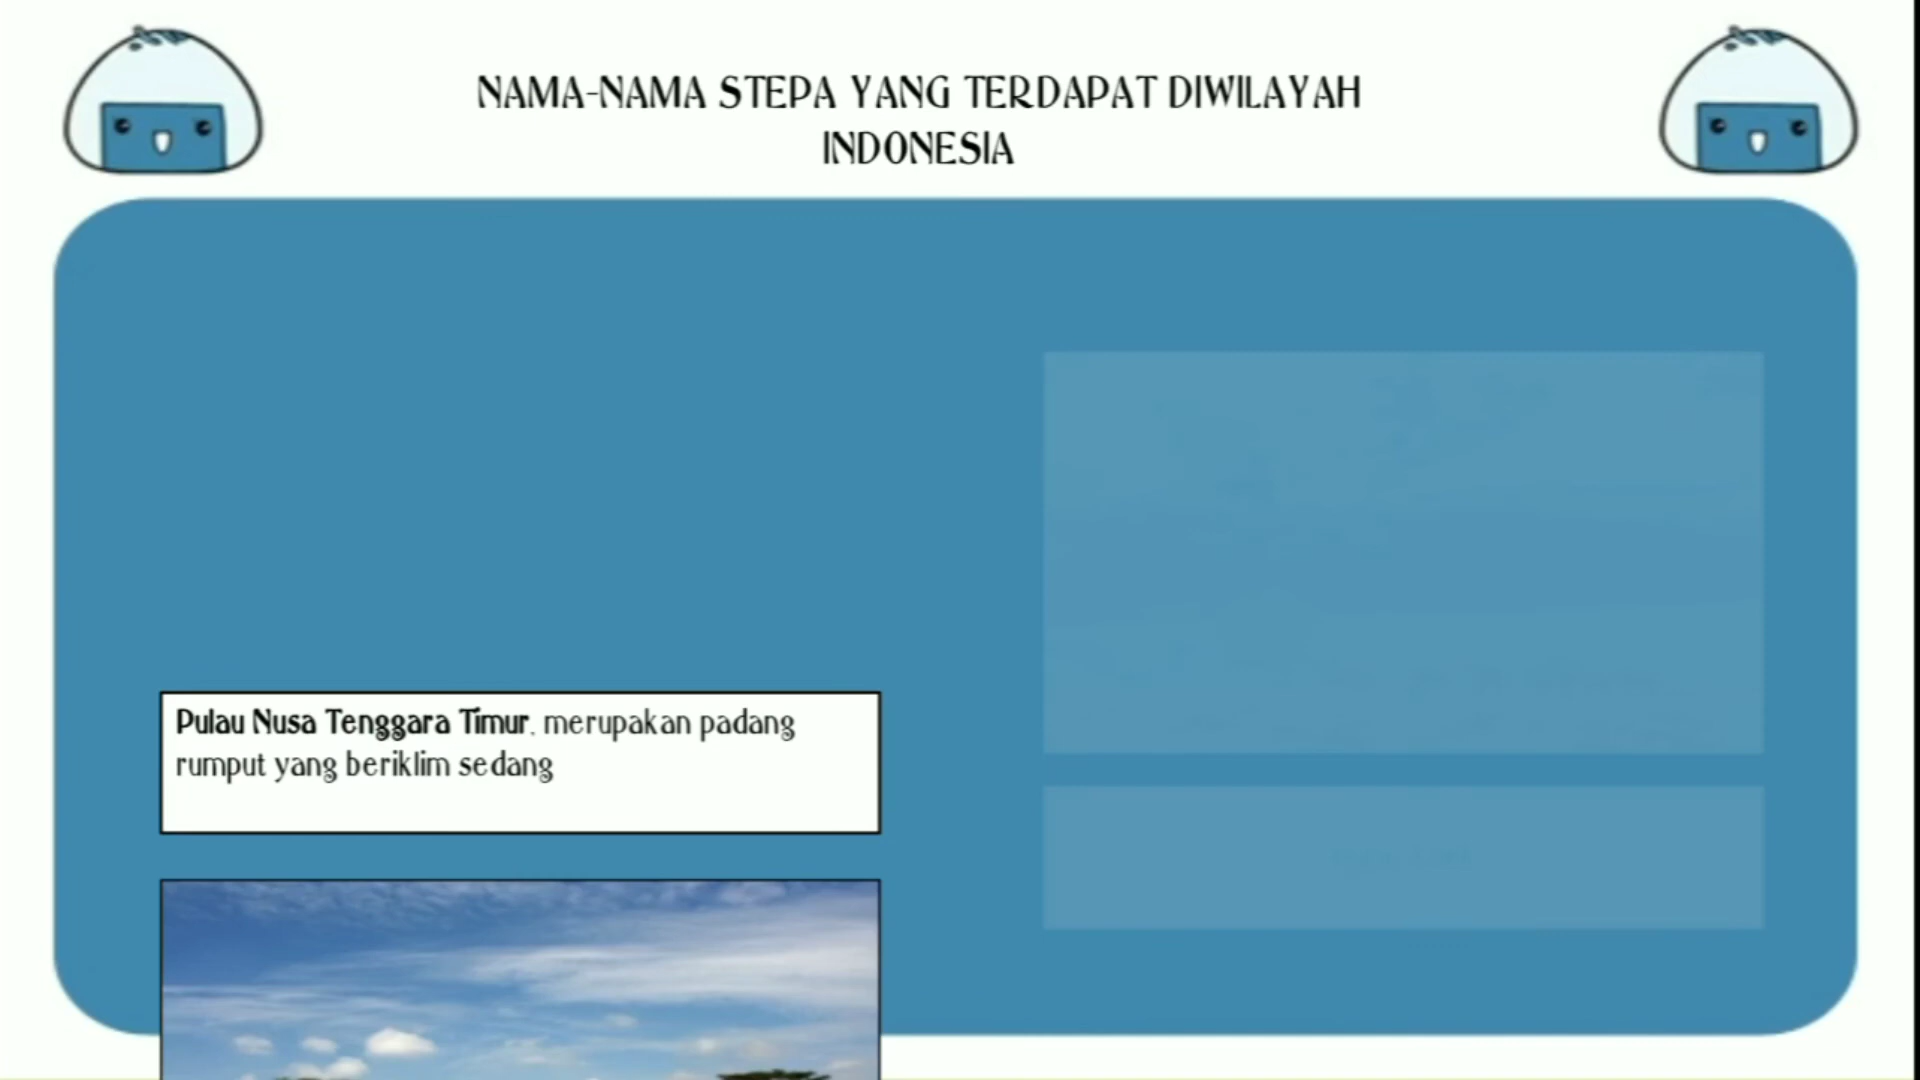 NAMA-NAMA STEPA YANG TERDAPAT DIWILAYAH
INDONESIA
Pulau Nusa Tenggara Timur, merupakan padang
rumput yang beriklim sedang